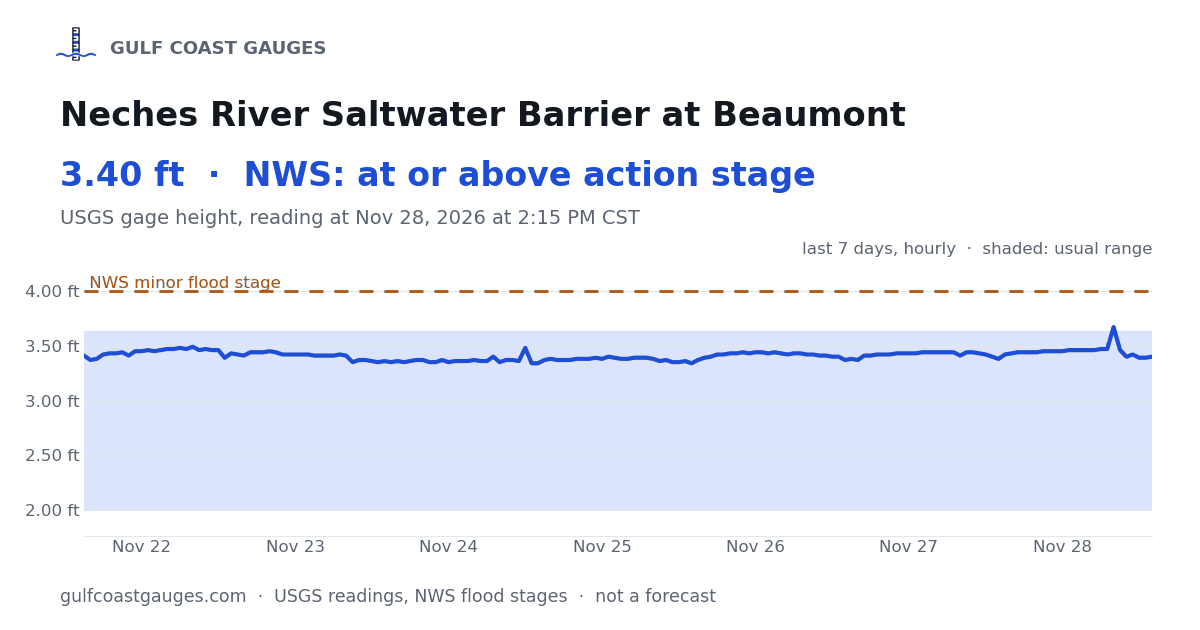 GULF COAST GAUGES
Neches River Saltwater Barrier at Beaumont
3.40 ft · NWS: at or above action stage
USGS gage height, reading at Nov 28, 2026 at 2:15 PM CST
last 7 days, hourly · shaded: usual range
NWS minor flood stage
4.00 ft
3.50 ft
3.00 ft
2.50 ft
2.00 ft
Nov 22 Nov 23 Nov 24 Nov 25 Nov 26 Nov 27 Nov 28
gulfcoastgauges.com · USGS readings, NWS flood stages · not a forecast